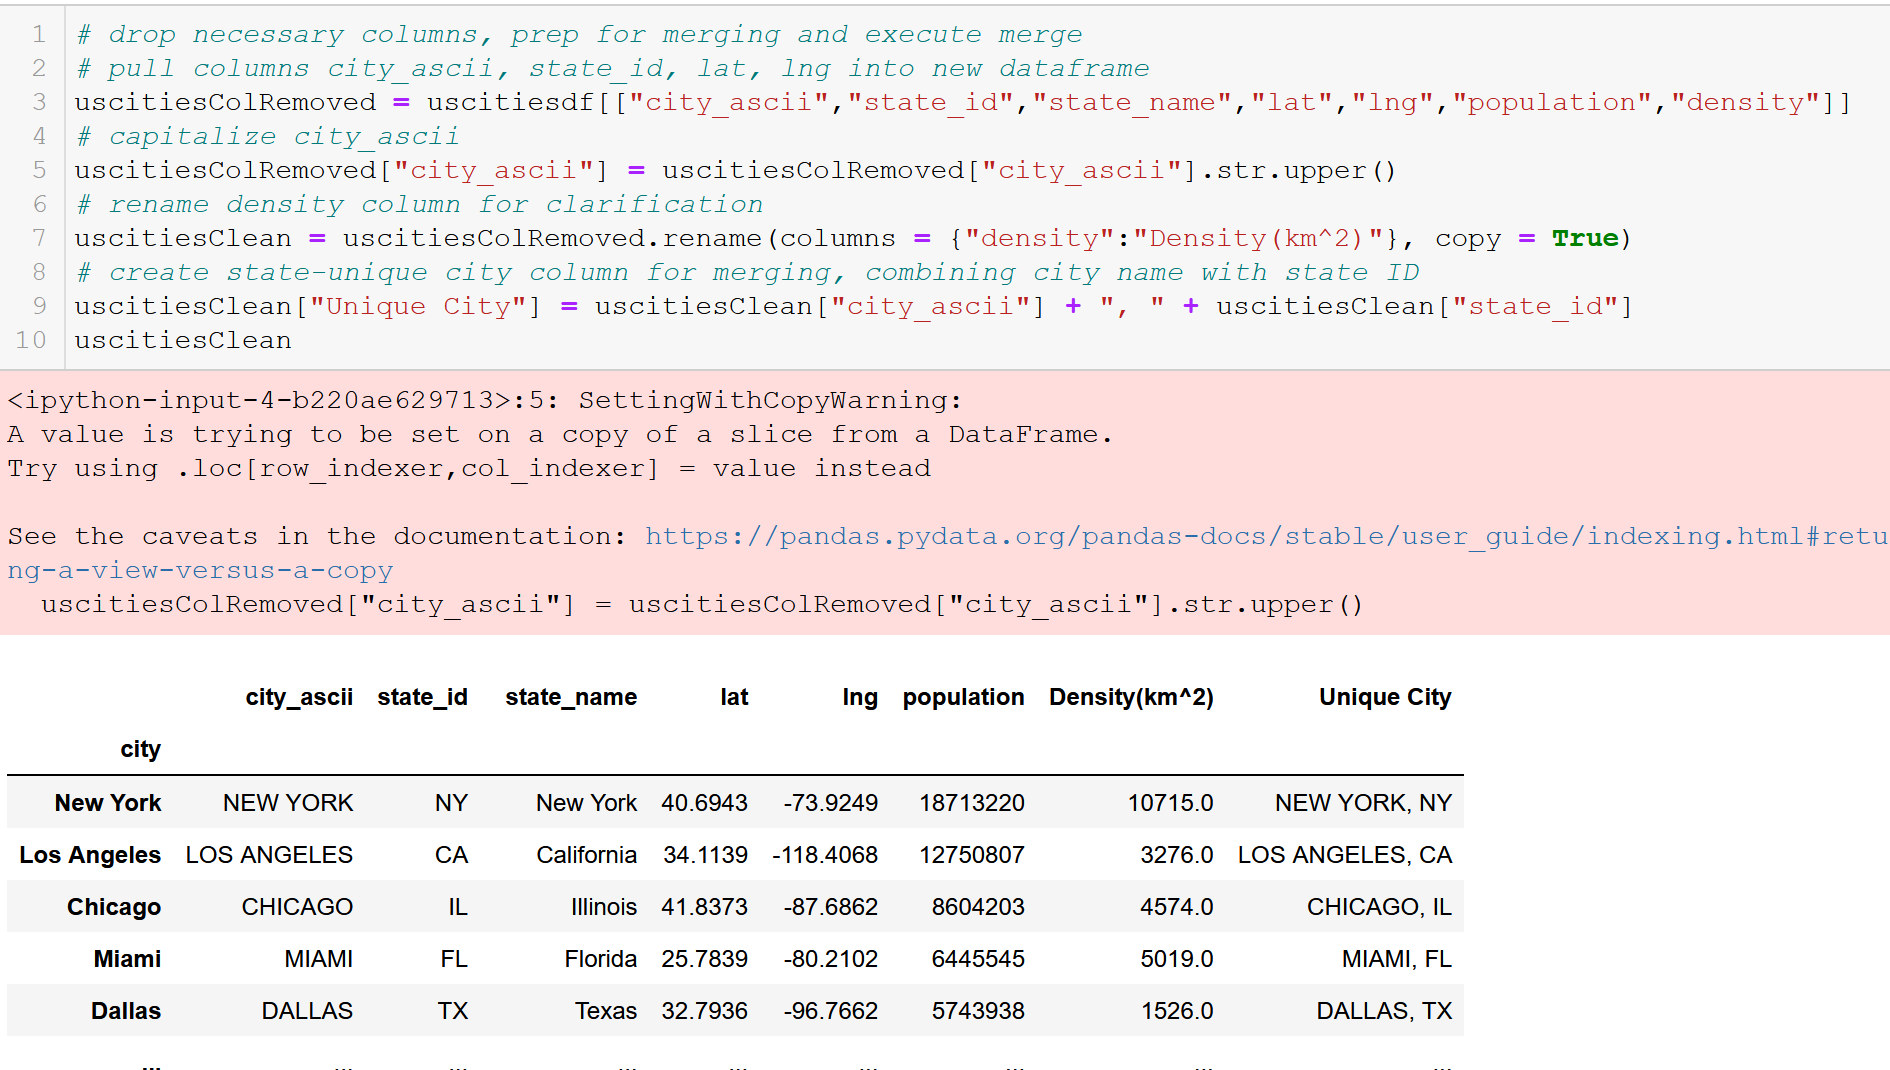 1 # drop necessary columns, prep for merging and execute merge
2 # pull columns city_ascii, state_id, lat, lng into new dataframe
3 uscitiesColRemoved = uscitiesdf[["city_ascii","state_id","state_name","lat","lng","population","density"]]
4 # capitalize city_ascii
5 uscitiesColRemoved["city_ascii"] = uscitiesColRemoved["city_ascii"].str.upper()
6 # rename density column for clarification
7 uscitiesClean = uscitiesColRemoved.rename(columns = {"density":"Density(km^2)"}, copy = True)
8 # create state-unique city column for merging, combining city name with state ID
9 uscitiesClean["Unique City"] = uscitiesClean["city_ascii"] + ", " + uscitiesClean["state_id"]
10 uscitiesClean
<ipython-input-4-b220ae629713>:5: SettingWithCopyWarning:
A value is trying to be set on a copy of a slice from a DataFrame.
Try using .loc[row_indexer,col_indexer] = value instead
See the caveats in the documentation: https://pandas.pydata.org/pandas-docs/stable/user_guide/indexing.html#retu
ng-a-view-versus-a-copy
uscitiesColRemoved["city_ascii"] = uscitiesColRemoved["city_ascii"].str.upper()
city_ascii state_id state_name lat lng population Density(km^2) Unique City
city
New York NEW YORK NY New York 40.6943 -73.9249 18713220 10715.0 NEW YORK, NY
Los Angeles LOS ANGELES CA California 34.1139 -118.4068 12750807 3276.0 LOS ANGELES, CA
Chicago CHICAGO IL Illinois 41.8373 -87.6862 8604203 4574.0 CHICAGO, IL
Miami MIAMI FL Florida 25.7839 -80.2102 6445545 5019.0 MIAMI, FL
Dallas DALLAS TX Texas 32.7936 -96.7662 5743938 1526.0 DALLAS, TX
... ... ... ... ... ... ... ... ...